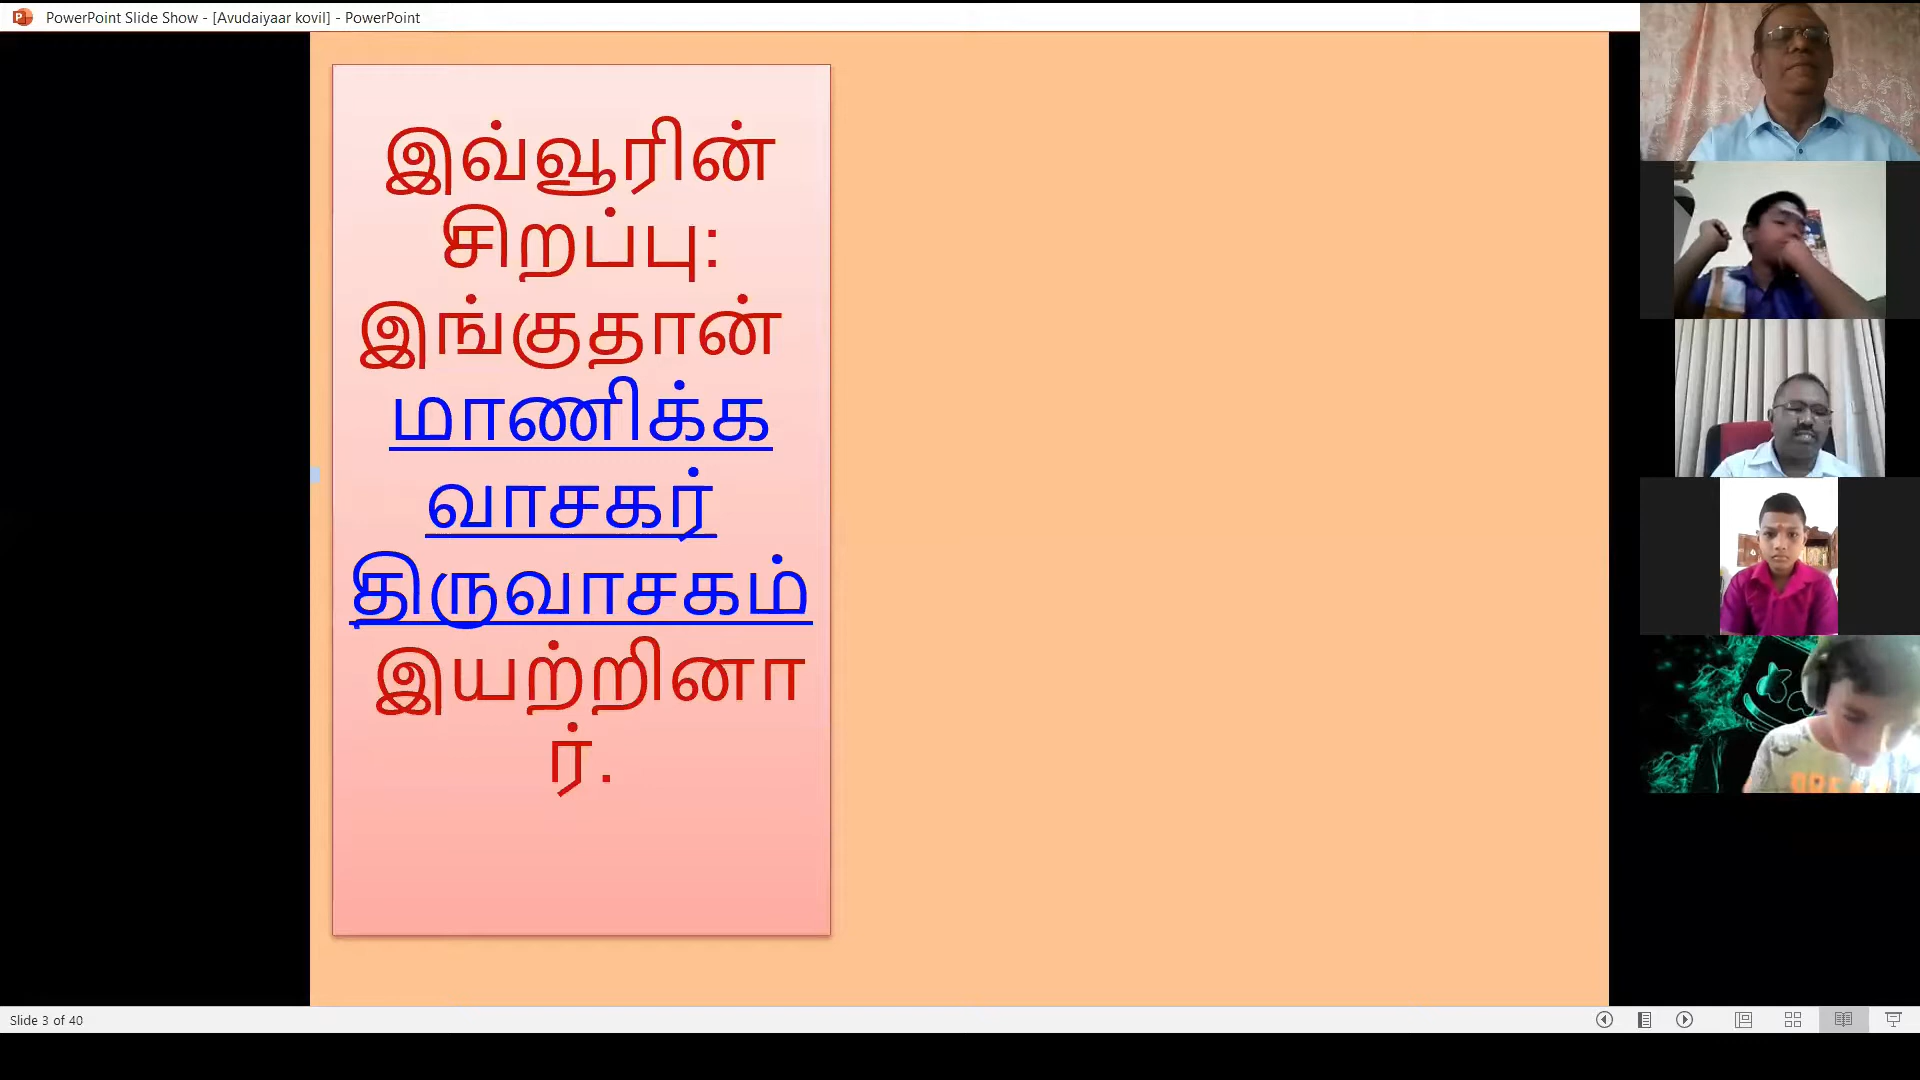 PowerPoint Slide Show - [Avudaiyaar kovil] - PowerPoint
இவ்வூரின்
சிறப்பு:
இங்குதான்
மாணிக்க
வாசகர்
திருவாசகம்
இயற்றினா
ர்.
Slide 3 of 40